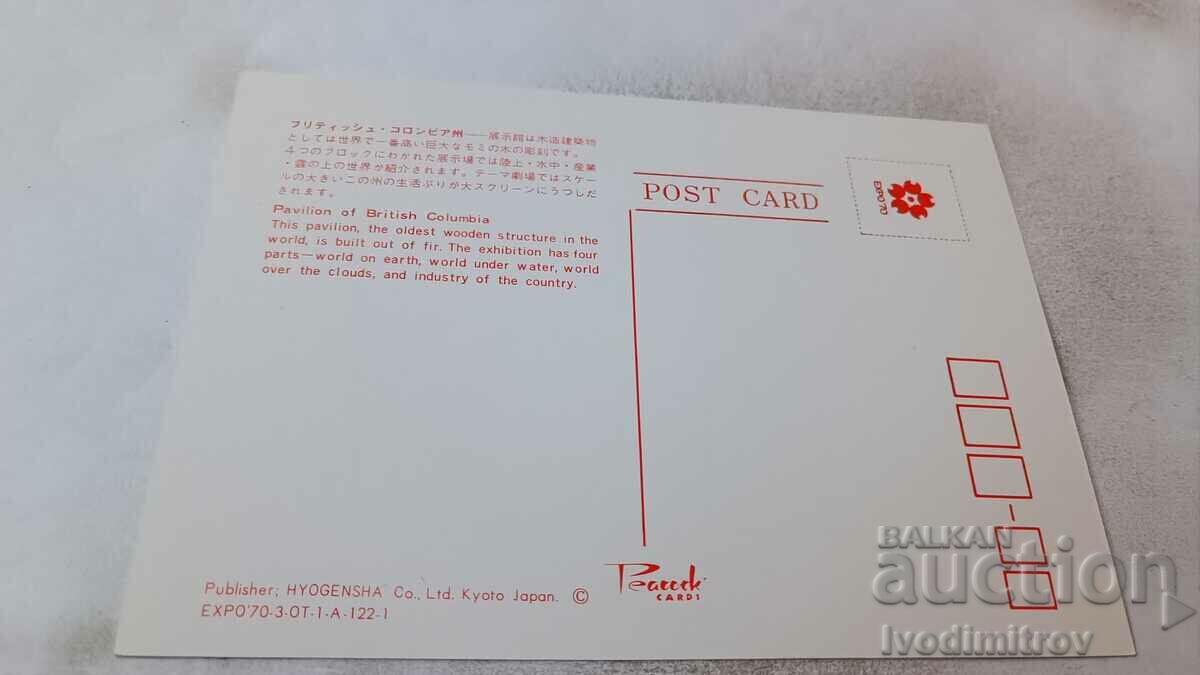 ブリティッシュ・コロンビア州――展示館は木造建築物
としては世界で一番高い巨大なモミの木の彫刻です。
4つのブロックにわかれた展示場では陸上・水中・産業
・雲の上の世界が紹介されます。テーマ劇場ではスケー
ルの大きいこの州の生活ぶりが大スクリーンにうつしだ
されます。
Pavilion of British Columbia
This pavilion, the oldest wooden structure in the
world, is built out of fir. The exhibition has four
parts—world on earth, world under water, world
over the clouds, and industry of the country.
POST CARD
EXPO'70
Publisher; HYOGENSHA Co., Ltd. Kyoto Japan. ©
EXPO'70-3-OT-1-A-122-1
Peacock
CARDS
BALKAN
auction
Ivodimitrov